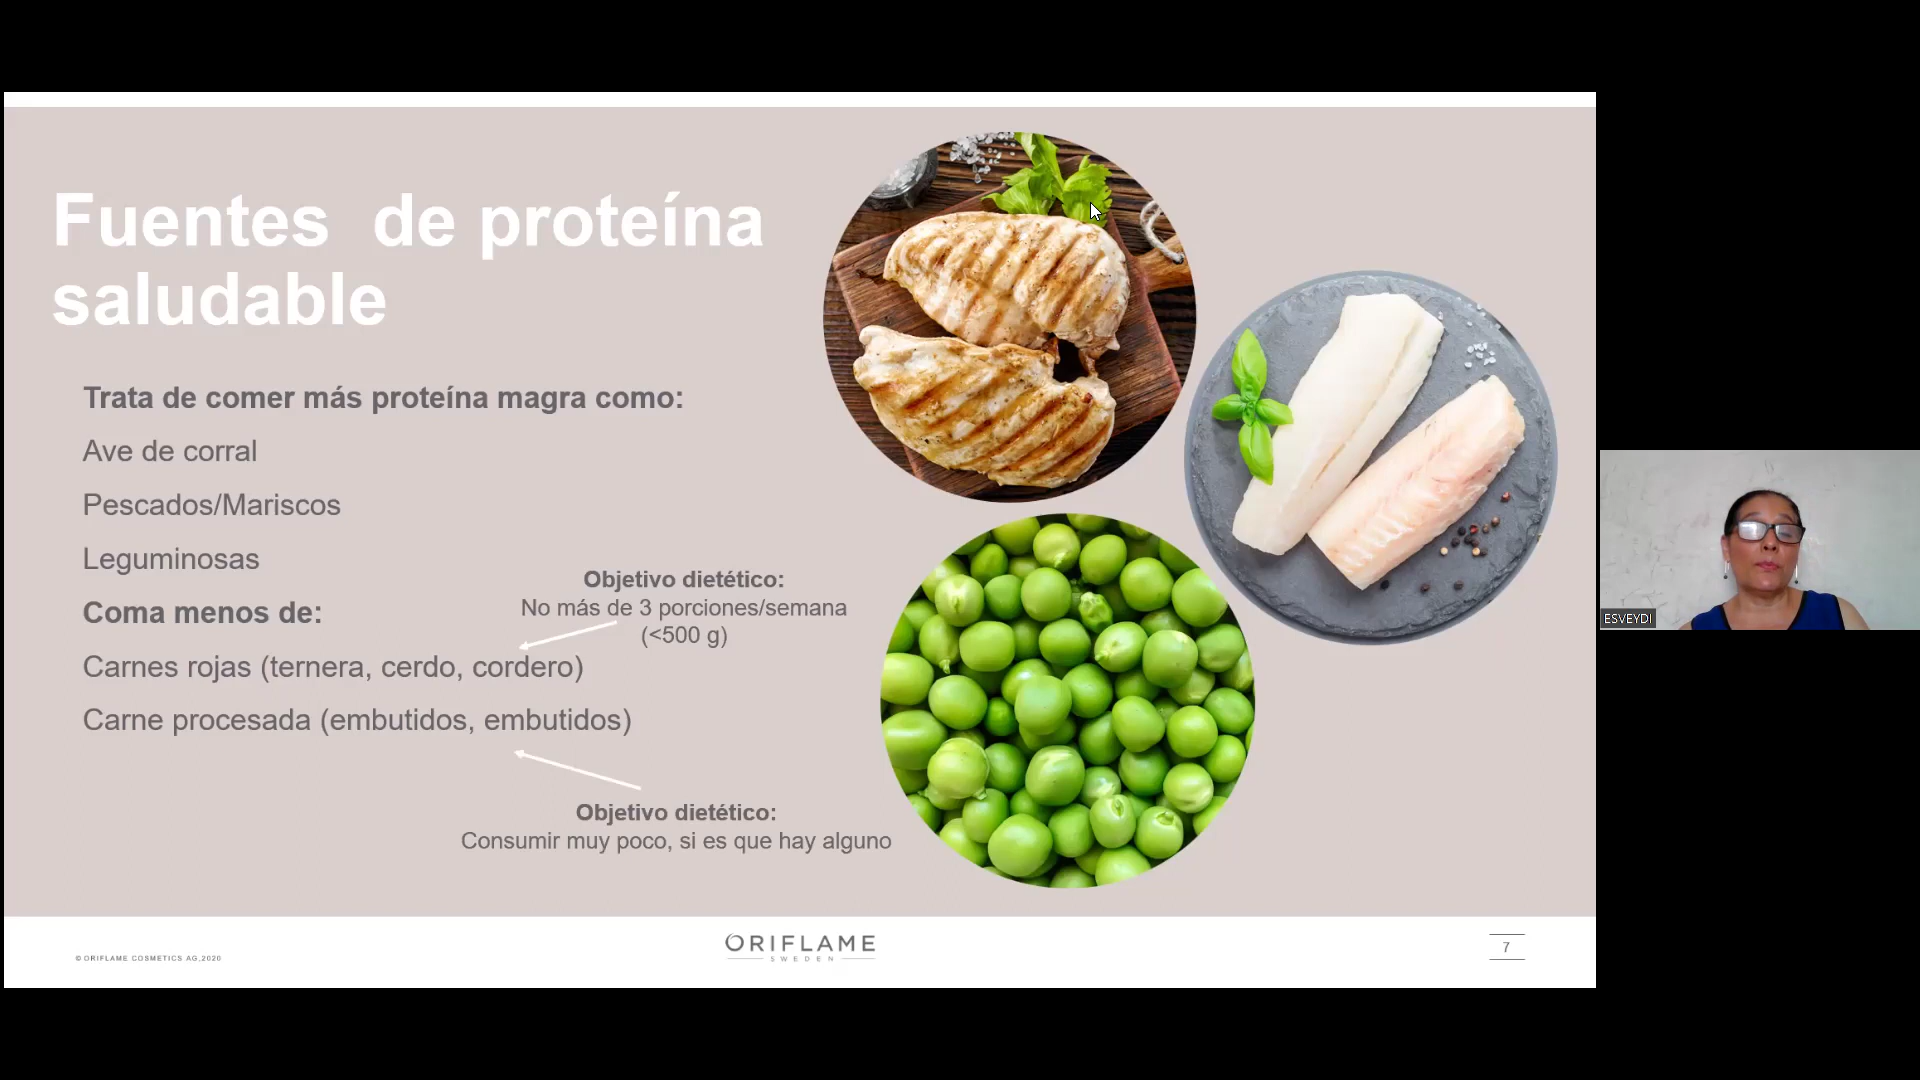 Fuentes  de proteína
saludable
Trata de comer más proteína magra como:
Ave de corral
Pescados/Mariscos
Leguminosas
Objetivo dietético:
No más de 3 porciones/semana
(<500 g)
Coma menos de:
Carnes rojas (ternera, cerdo, cordero)
Carne procesada (embutidos, embutidos)
Objetivo dietético:
Consumir muy poco, si es que hay alguno
© ORIFLAME COSMETICS AG,2020
ORIFLAME
SWEDEN
7
ESVEYDI